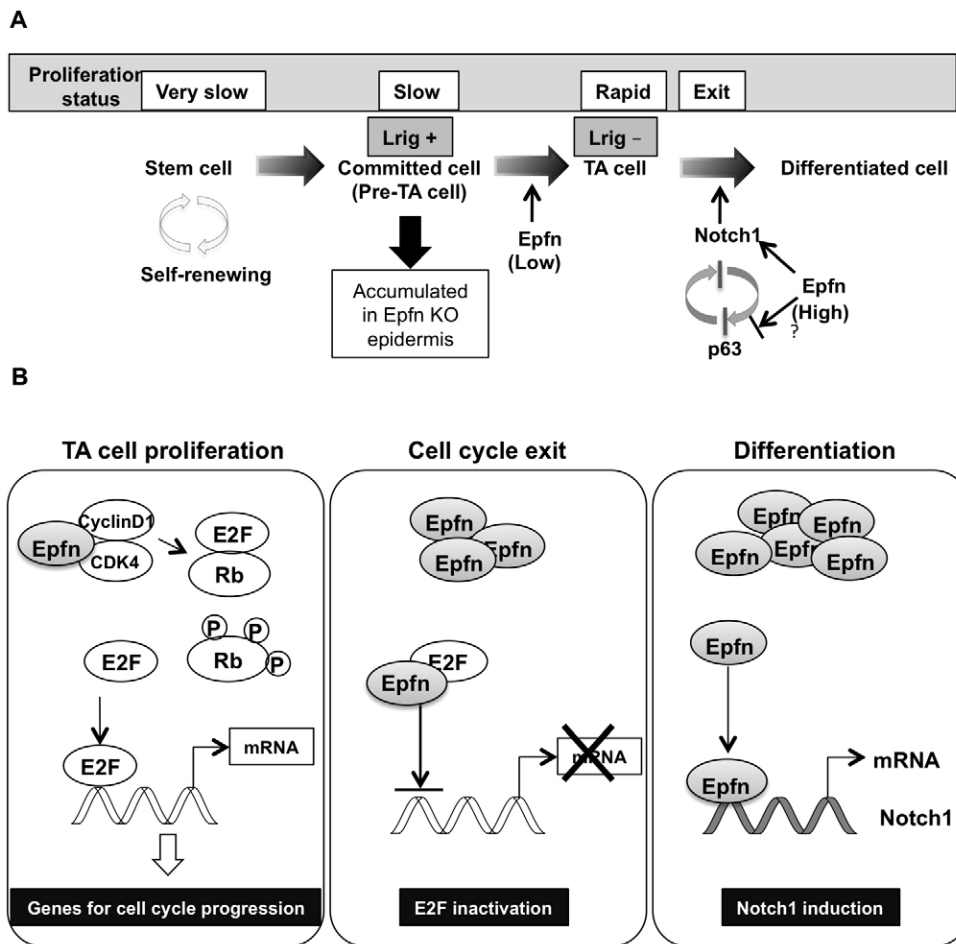 A
Proliferation
status
Very slow
Slow
Rapid
Exit
Lrig +
Lrig −
Stem cell
Committed cell
(Pre-TA cell)
TA cell
Differentiated cell
Self-renewing
Epfn
(Low)
Notch1
Epfn
(High)
?
p63
Accumulated
in Epfn KO
epidermis
B
TA cell proliferation
Cell cycle exit
Differentiation
CyclinD1
Epfn
CDK4
E2F
Rb
P
P
P
E2F
Rb
E2F
mRNA
Genes for cell cycle progression
Epfn
Epfn
Epfn
E2F
Epfn
mRNA
E2F inactivation
Epfn
Epfn
Epfn
Epfn
Epfn
Epfn
Epfn
mRNA
Notch1
Notch1 induction